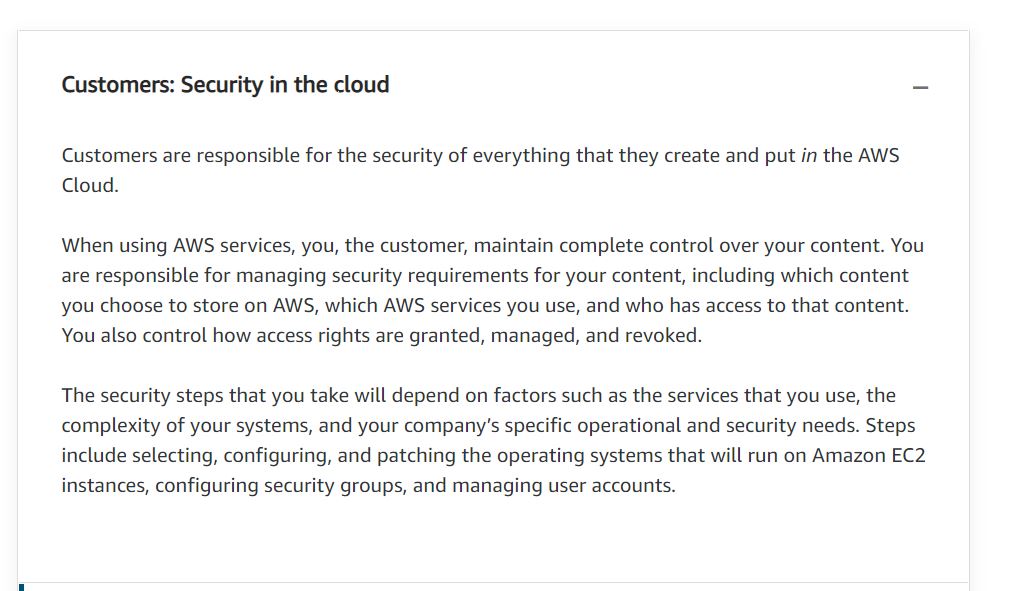 Customers: Security in the cloud
Customers are responsible for the security of everything that they create and put in the AWS
Cloud.
When using AWS services, you, the customer, maintain complete control over your content. You
are responsible for managing security requirements for your content, including which content
you choose to store on AWS, which AWS services you use, and who has access to that content.
You also control how access rights are granted, managed, and revoked.
The security steps that you take will depend on factors such as the services that you use, the
complexity of your systems, and your company’s specific operational and security needs. Steps
include selecting, configuring, and patching the operating systems that will run on Amazon EC2
instances, configuring security groups, and managing user accounts.